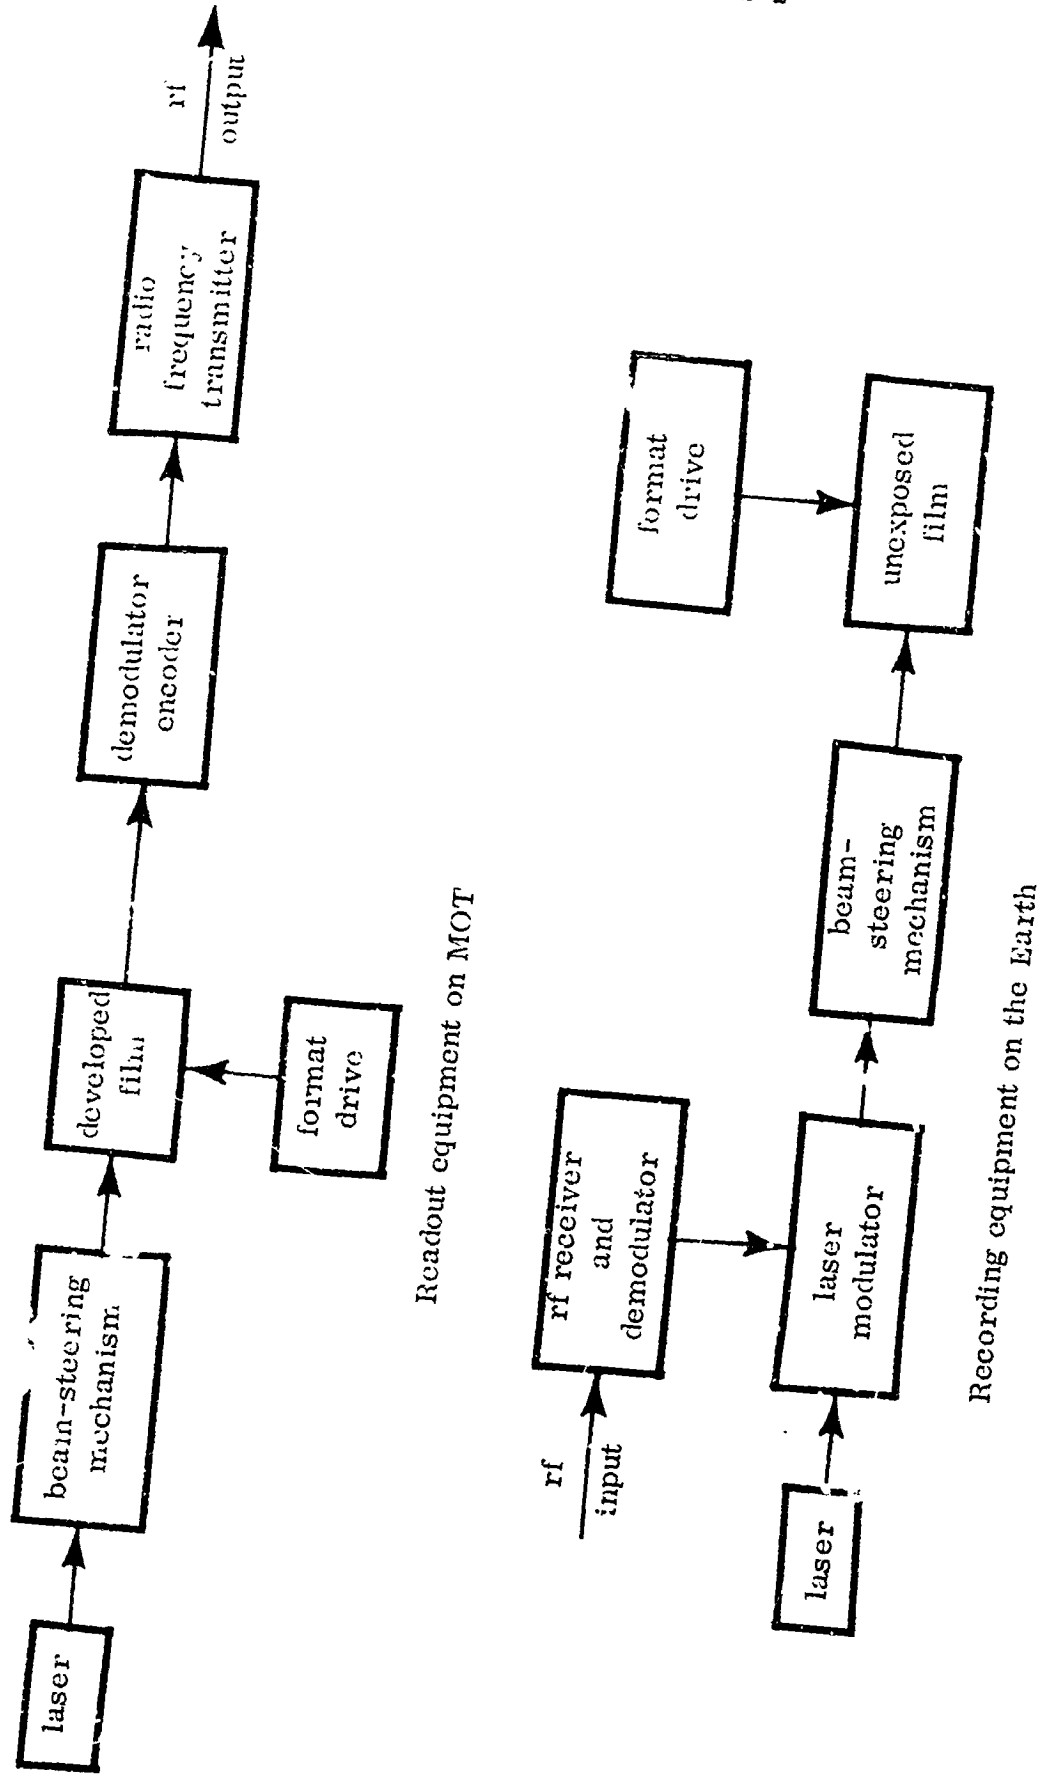 laser
beam-steering
mechanism
developed
film
format
drive
demodulator
encoder
radio
frequency
transmitter
rf
output
Readout equipment on MOT
rf
input
rf receiver
and
demodulator
laser
laser
modulator
beam-
steering
mechanism
format
drive
unexposed
film
Recording equipment on the Earth